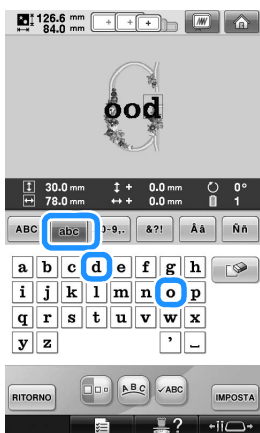 126.6 mm
84.0 mm
C
ood
30.0 mm + 0.0 mm 0°
78.0 mm + 0.0 mm 1
ABC abc 0-9,. &?! Ää Ññ
a b c d e f g h
i j k l m n o p
q r s t u v w x
y z ' _
RITORNO ABC ABC IMPOSTA
?